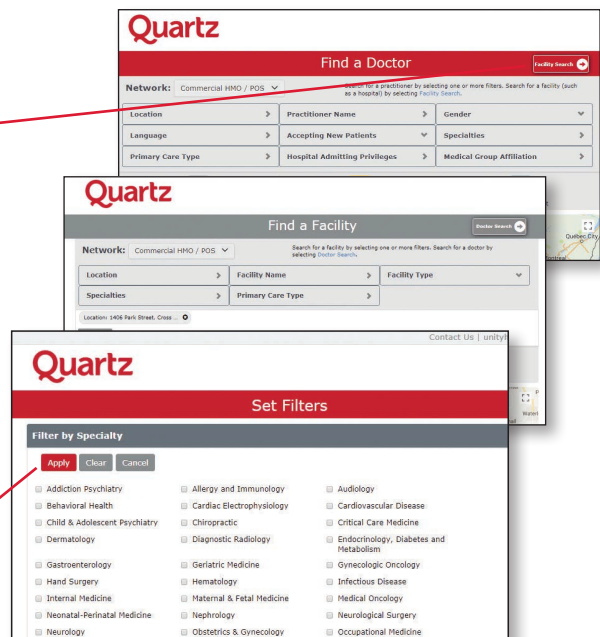 Quartz
Find a Doctor
Facility Search
Network: Commercial HMO / POS
Search for a practitioner by selecting one or more filters. Search for a facility (such
as a hospital) by selecting Facility Search.
Location Practitioner Name Gender
Language Accepting New Patients Specialties
Primary Care Type Hospital Admitting Privileges Medical Group Affiliation
Quebec City
Montreal
Quartz
Find a Facility
Doctor Search
Network: Commercial HMO / POS
Search for a facility by selecting one or more filters. Search for a doctor by
selecting Doctor Search.
Location Facility Name Facility Type
Specialties Primary Care Type
Location: 1406 Park Street, Cross ...
Contact Us | unityh
Quartz
Set Filters
Filter by Specialty
Apply Clear Cancel
Addiction Psychiatry Allergy and Immunology Audiology
Behavioral Health Cardiac Electrophysiology Cardiovascular Disease
Child & Adolescent Psychiatry Chiropractic Critical Care Medicine
Dermatology Diagnostic Radiology Endocrinology, Diabetes and
Metabolism
Gastroenterology Geriatric Medicine Gynecologic Oncology
Hand Surgery Hematology Infectious Disease
Internal Medicine Maternal & Fetal Medicine Medical Oncology
Neonatal-Perinatal Medicine Nephrology Neurological Surgery
Neurology Obstetrics & Gynecology Occupational Medicine